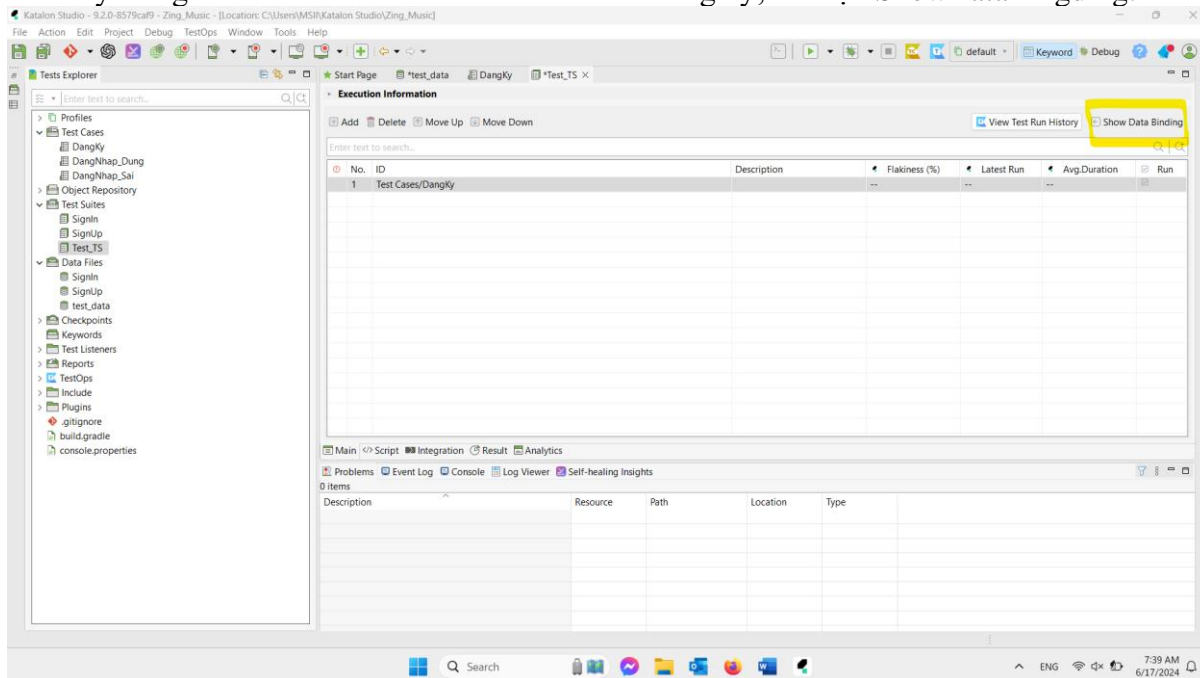 Katalon Studio - 9.2.0-8579caf9 - Zing_Music - [Location: C:\Users\MSII\Katalon Studio\Zing_Music]
File Action Edit Project Debug TestOps Window Tools Help
default Keyword Debug
Tests Explorer
Start Page *test_data DangKy *Test_TS
Enter text to search...
Execution Information
Profiles
Test Cases
DangKy
DangNhap_Dung
DangNhap_Sai
Object Repository
Test Suites
SignIn
SignUp
Test_TS
Data Files
SignIn
SignUp
test_data
Checkpoints
Keywords
Test Listeners
Reports
TestOps
Include
Plugins
.gitignore
build.gradle
console.properties
Add Delete Move Up Move Down View Test Run History Show Data Binding
Enter text to search...
No. ID Description Flakiness (%) Latest Run Avg.Duration Run
1 Test Cases/DangKy -- -- --
Main Script Integration Result Analytics
Problems Event Log Console Log Viewer Self-healing Insights
0 items
Description Resource Path Location Type
Search
ENG 7:39 AM
6/17/2024